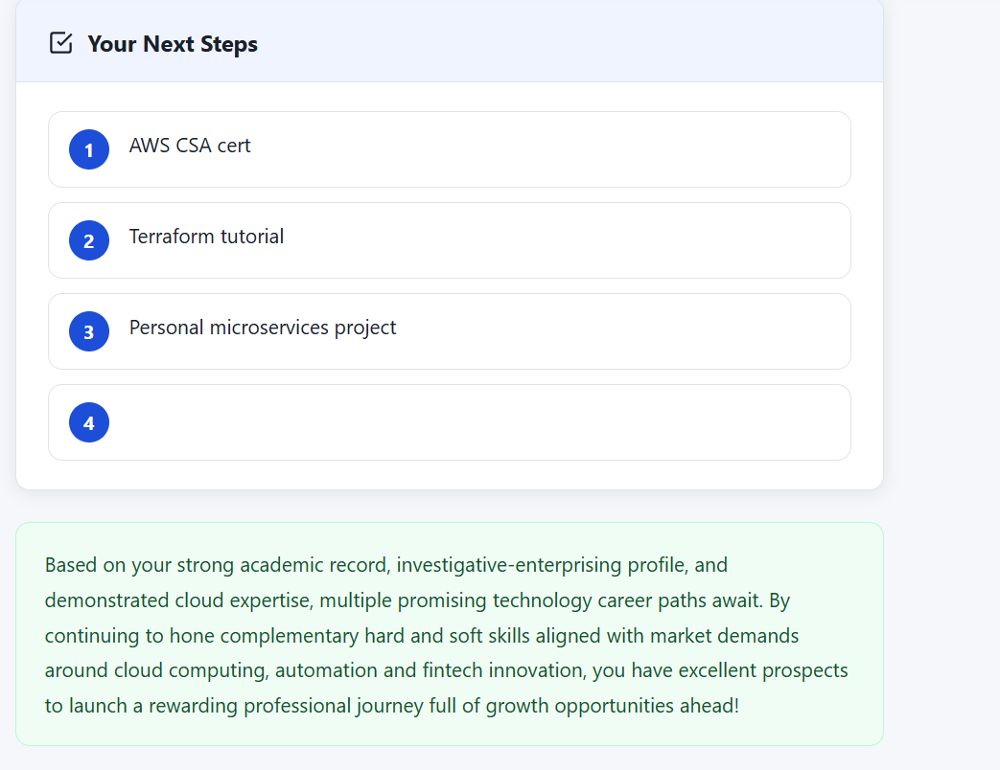 Your Next Steps
1 AWS CSA cert
2 Terraform tutorial
3 Personal microservices project
4
Based on your strong academic record, investigative-enterprising profile, and
demonstrated cloud expertise, multiple promising technology career paths await. By
continuing to hone complementary hard and soft skills aligned with market demands
around cloud computing, automation and fintech innovation, you have excellent prospects
to launch a rewarding professional journey full of growth opportunities ahead!